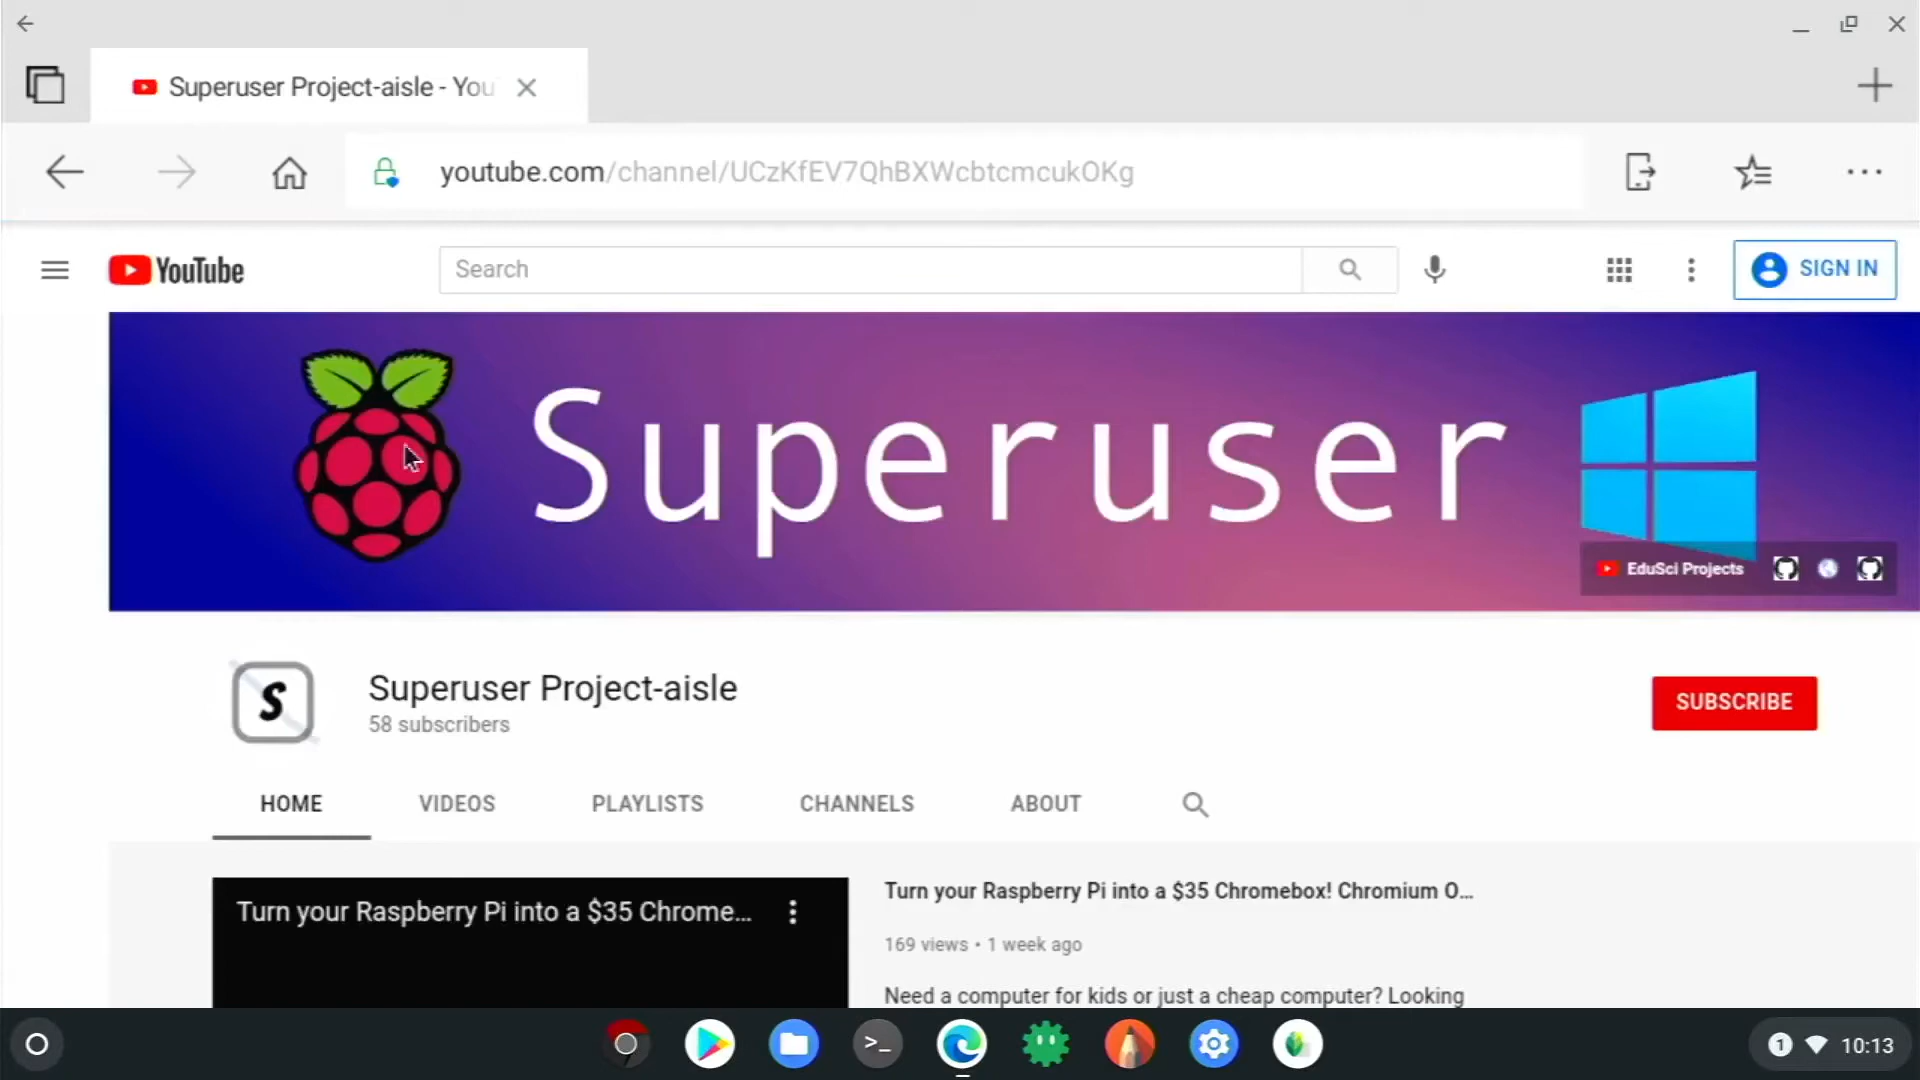 Superuser Project-aisle - You
youtube.com/channel/UCzKfEV7QhBXWcbtcmcukOKg
YouTube
Search
SIGN IN
Superuser
EduSci Projects
S
Superuser Project-aisle
58 subscribers
SUBSCRIBE
HOME
VIDEOS
PLAYLISTS
CHANNELS
ABOUT
Turn your Raspberry Pi into a $35 Chrome...
Turn your Raspberry Pi into a $35 Chromebox! Chromium O...
169 views • 1 week ago
Need a computer for kids or just a cheap computer? Looking
>_
1
10:13